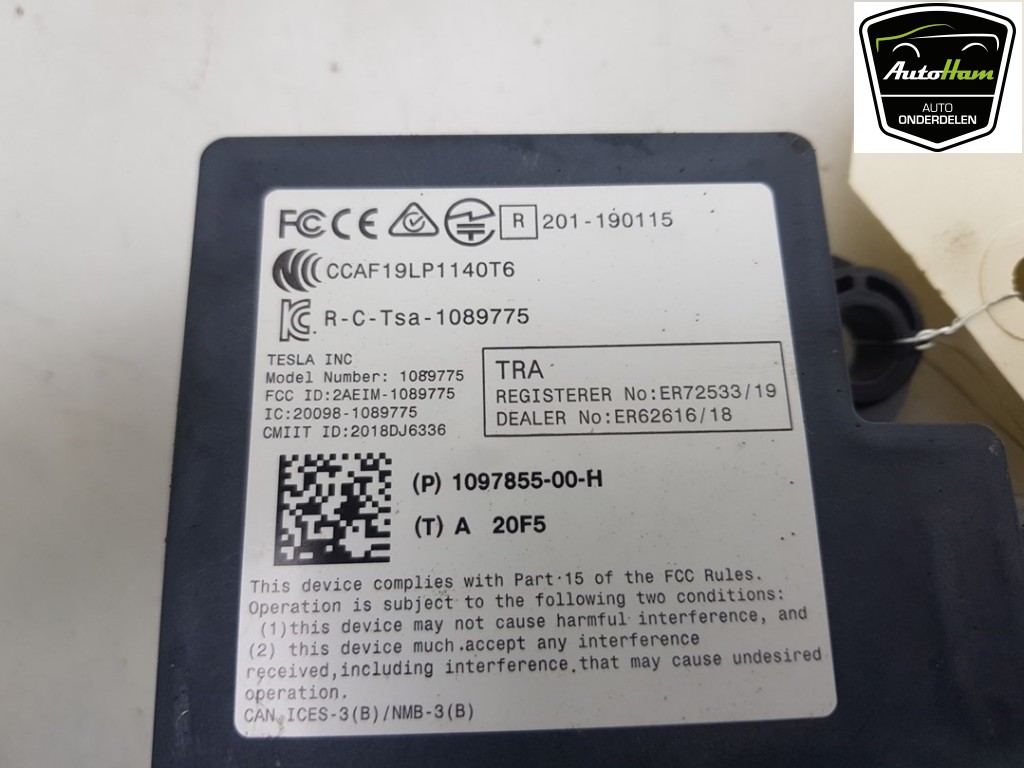 AutoHam
AUTO
ONDERDELEN
FC CE R 201-190115
CCAF19LP1140T6
R-C-Tsa-1089775
TESLA INC
Model Number: 1089775
FCC ID:2AEIM-1089775
IC:20098-1089775
CMIIT ID:2018DJ6336
TRA
REGISTERER No:ER72533/19
DEALER No:ER62616/18
(P) 1097855-00-H
(T) A 20F5
This device complies with Part 15 of the FCC Rules.
Operation is subject to the following two conditions:
(1)this device may not cause harmful interference, and
(2) this device much.accept any interference
received,including interference.that may cause undesired
operation.
CAN ICES-3(B)/NMB-3(B)